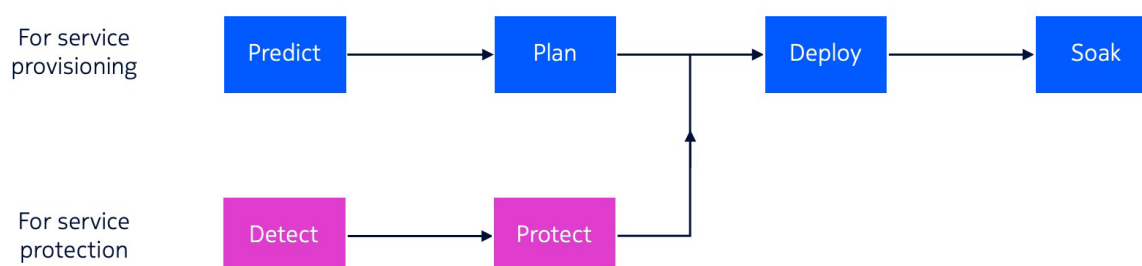 For service
provisioning
Predict
Plan
Deploy
Soak
For service
protection
Detect
Protect